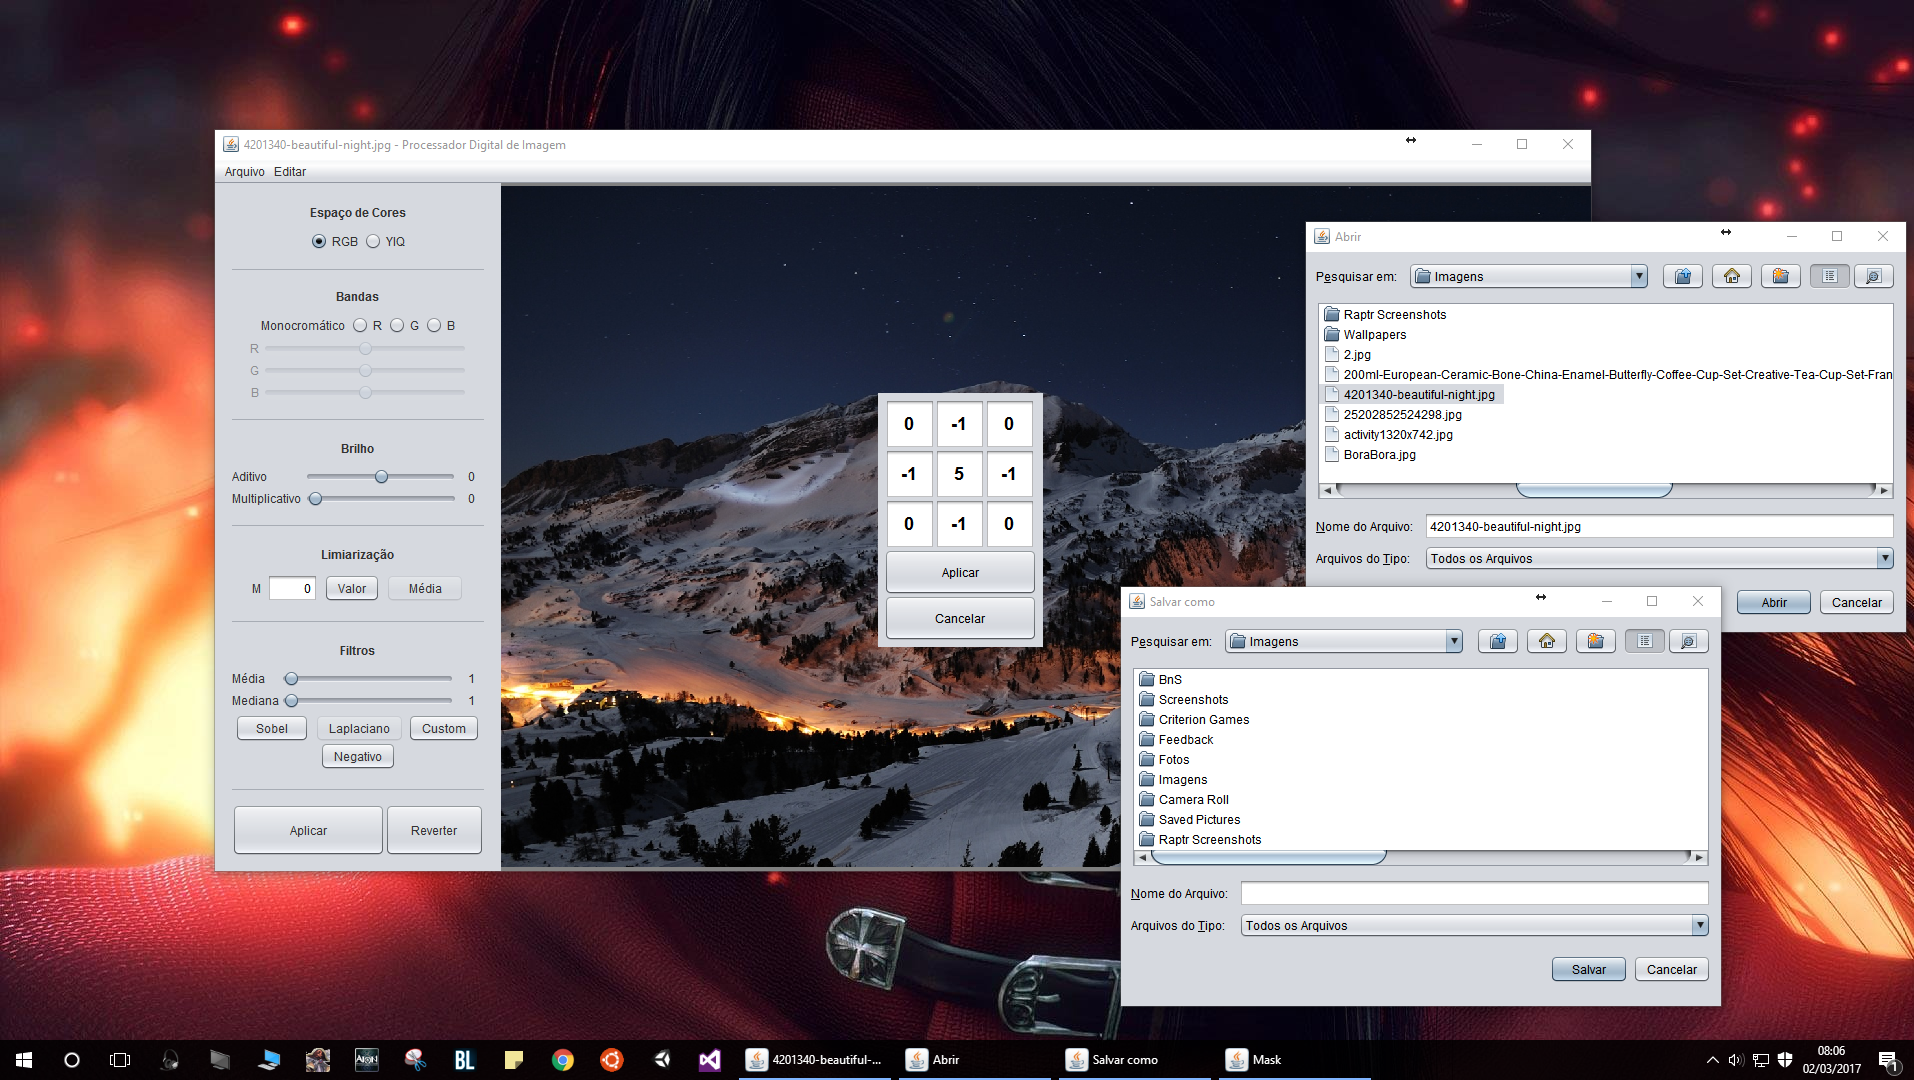 4201340-beautiful-night.jpg - Processador Digital de Imagem
Arquivo Editar
Espaço de Cores
RGB YIQ
Bandas
Monocromático R G B
R
G
B
Brilho
Aditivo 0
Multiplicativo 0
Limiarização
M 0 Valor Média
Filtros
Média 1
Mediana 1
Sobel Laplaciano Custom
Negativo
Aplicar Reverter
0 -1 0
-1 5 -1
0 -1 0
Aplicar
Cancelar
Abrir
Pesquisar em: Imagens
Raptr Screenshots
Wallpapers
2.jpg
200ml-European-Ceramic-Bone-China-Enamel-Butterfly-Coffee-Cup-Set-Creative-Tea-Cup-Set-Fran
4201340-beautiful-night.jpg
25202852524298.jpg
activity1320x742.jpg
BoraBora.jpg
Nome do Arquivo: 4201340-beautiful-night.jpg
Arquivos do Tipo: Todos os Arquivos
Abrir Cancelar
Salvar como
Pesquisar em: Imagens
BnS
Screenshots
Criterion Games
Feedback
Fotos
Imagens
Camera Roll
Saved Pictures
Raptr Screenshots
Nome do Arquivo:
Arquivos do Tipo: Todos os Arquivos
Salvar Cancelar
AION BL 4201340-beautiful-... Abrir Salvar como Mask
08:06
02/03/2017
1